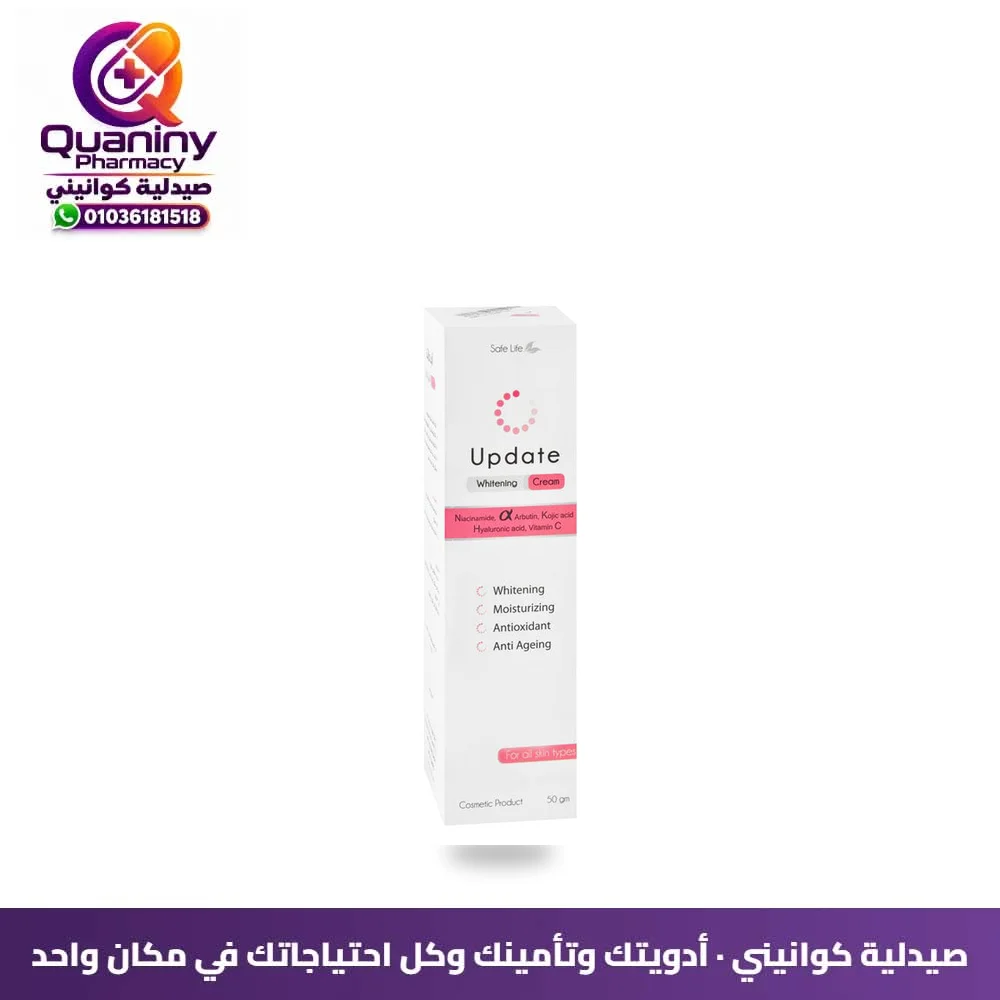 Quaniny
Pharmacy
صيدلية كوانيني
01036181518
Safe Life
Update
Whitening Cream
Niacinamide, α Arbutin, Kojic acid
Hyaluronic acid, Vitamin C
Whitening
Moisturizing
Antioxidant
Anti Ageing
For all skin types
Cosmetic Product 50 gm
صيدلية كوانيني · أدويتك وتأمينك وكل احتياجاتك في مكان واحد